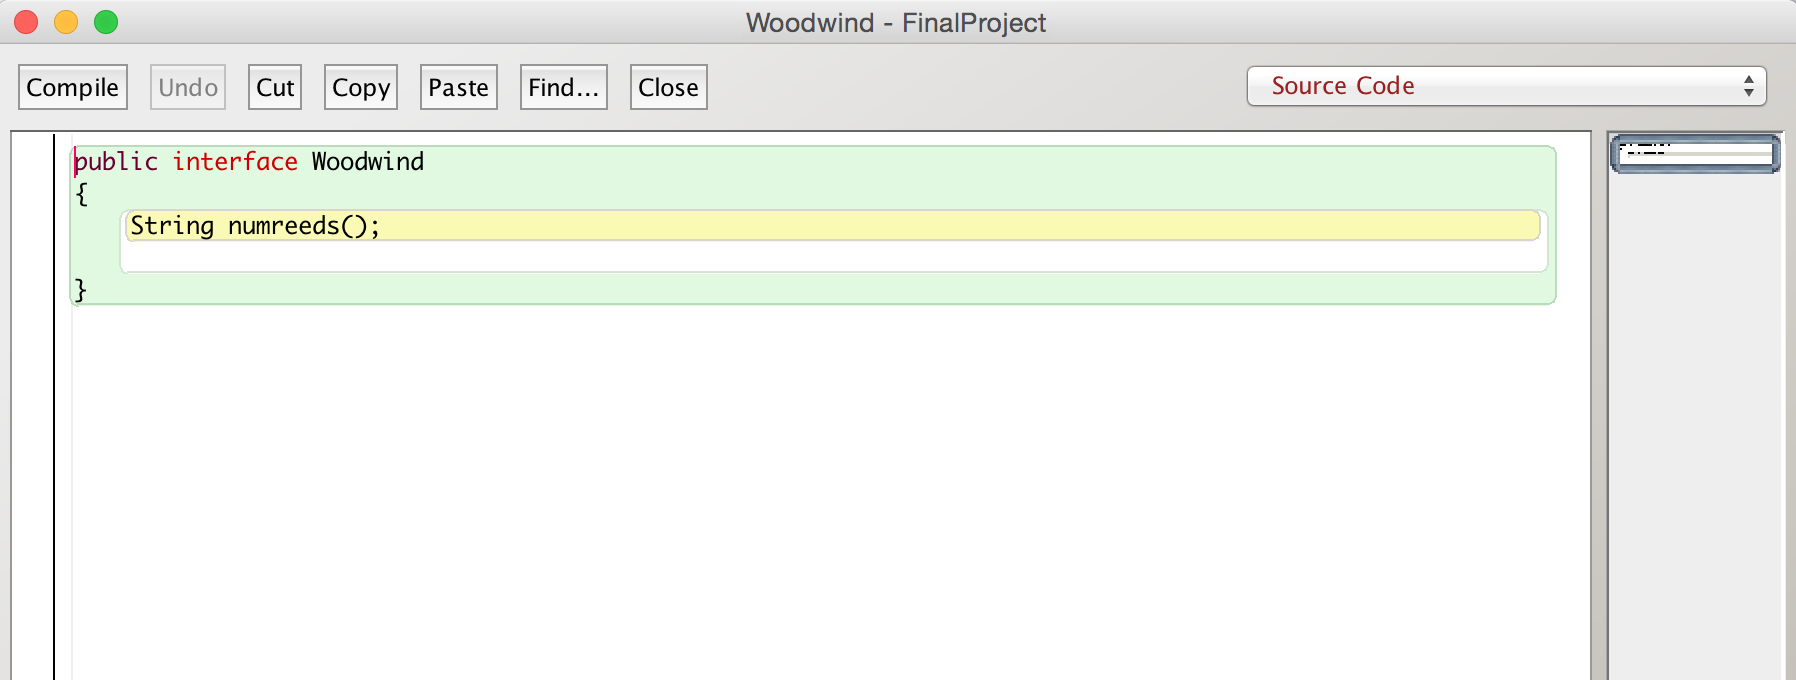 Woodwind - FinalProject
Compile Undo Cut Copy Paste Find... Close Source Code
public interface Woodwind
{
String numreeds();
}